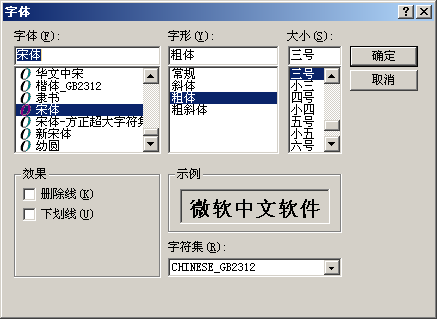 字体
字体(F):
宋体
华文中宋
楷体_GB2312
隶书
宋体
宋体-方正超大字符集
新宋体
幼圆
字形(Y):
粗体
常规
斜体
粗体
粗斜体
大小(S):
三号
三号
小三
四号
小四
五号
小五
六号
确定
取消
效果
删除线(K)
下划线(U)
示例
微软中文软件
字符集(R):
CHINESE_GB2312